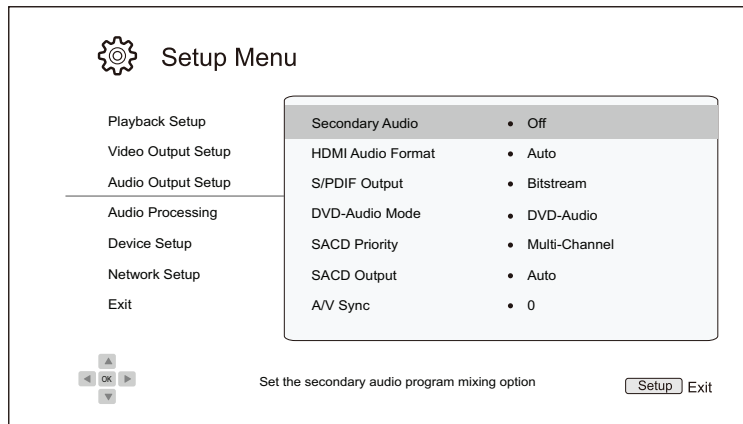 Setup Menu
Playback Setup
Video Output Setup
Audio Output Setup
Audio Processing
Device Setup
Network Setup
Exit
Secondary Audio • Off
HDMI Audio Format • Auto
S/PDIF Output • Bitstream
DVD-Audio Mode • DVD-Audio
SACD Priority • Multi-Channel
SACD Output • Auto
A/V Sync • 0
OK
Set the secondary audio program mixing option
Setup Exit